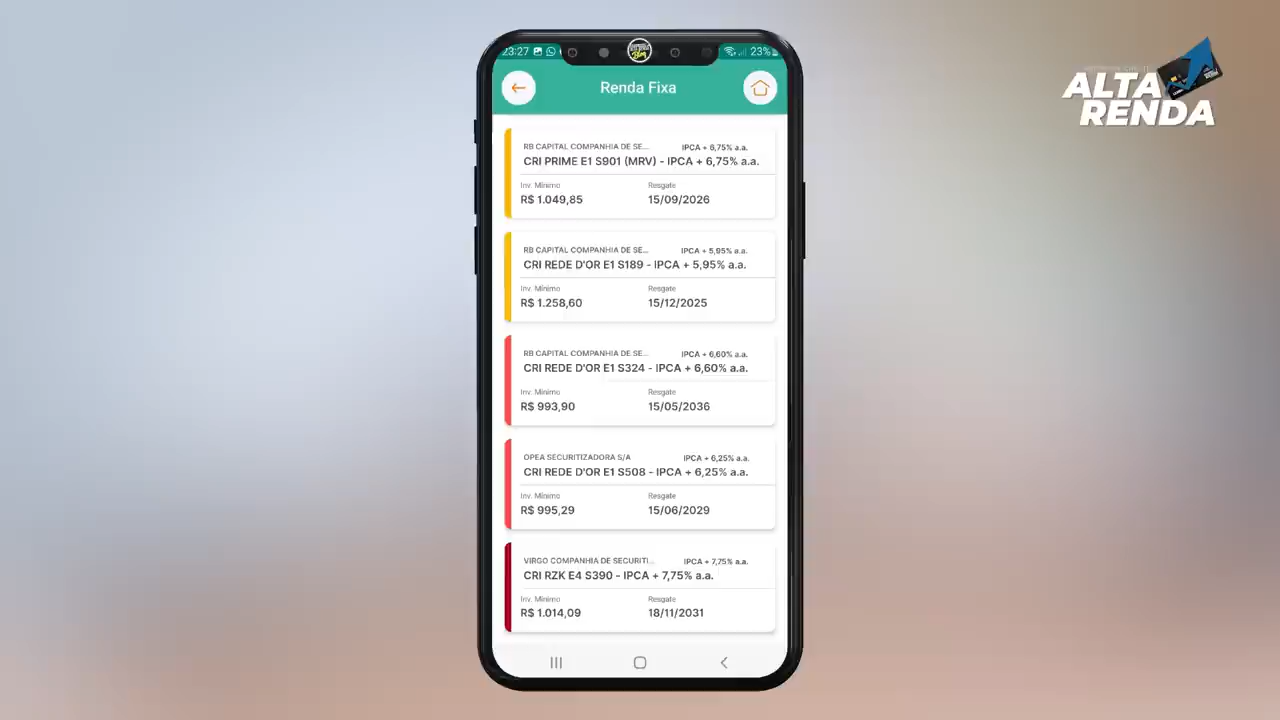 23:27
23%
Renda Fixa
ALTA
RENDA
RB CAPITAL COMPANHIA DE SE...
IPCA + 6,75% a.a.
CRI PRIME E1 S901 (MRV) - IPCA + 6,75% a.a.
Inv. Mínimo
Resgate
R$ 1.049,85
15/09/2026
RB CAPITAL COMPANHIA DE SE...
IPCA + 5,95% a.a.
CRI REDE D'OR E1 S189 - IPCA + 5,95% a.a.
Inv. Mínimo
Resgate
R$ 1.258,60
15/12/2025
RB CAPITAL COMPANHIA DE SE...
IPCA + 6,60% a.a.
CRI REDE D'OR E1 S324 - IPCA + 6,60% a.a.
Inv. Mínimo
Resgate
R$ 993,90
15/05/2036
OPEA SECURITIZADORA S/A
IPCA + 6,25% a.a.
CRI REDE D'OR E1 S508 - IPCA + 6,25% a.a.
Inv. Mínimo
Resgate
R$ 995,29
15/06/2029
VIRGO COMPANHIA DE SECURITI...
IPCA + 7,75% a.a.
CRI RZK E4 S390 - IPCA + 7,75% a.a.
Inv. Mínimo
Resgate
R$ 1.014,09
18/11/2031